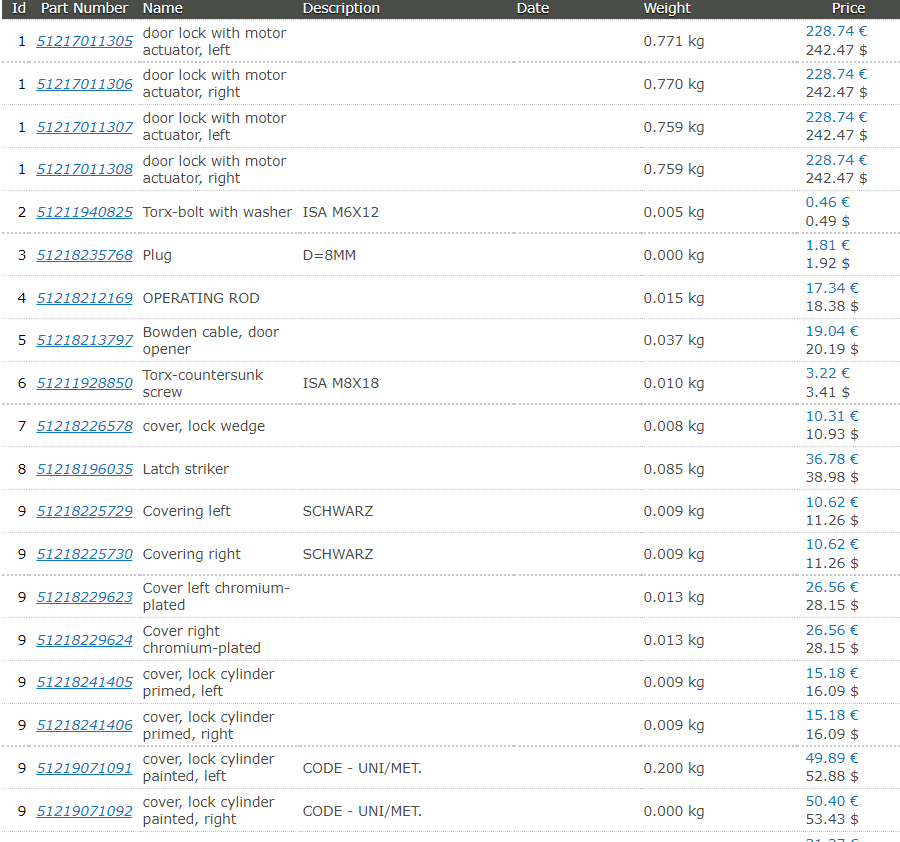 Id Part Number Name Description Date Weight Price
1 51217011305 door lock with motor actuator, left 0.771 kg 228.74 € 242.47 $
1 51217011306 door lock with motor actuator, right 0.770 kg 228.74 € 242.47 $
1 51217011307 door lock with motor actuator, left 0.759 kg 228.74 € 242.47 $
1 51217011308 door lock with motor actuator, right 0.759 kg 228.74 € 242.47 $
2 51211940825 Torx-bolt with washer ISA M6X12 0.005 kg 0.46 € 0.49 $
3 51218235768 Plug D=8MM 0.000 kg 1.81 € 1.92 $
4 51218212169 OPERATING ROD 0.015 kg 17.34 € 18.38 $
5 51218213797 Bowden cable, door opener 0.037 kg 19.04 € 20.19 $
6 51211928850 Torx-countersunk screw ISA M8X18 0.010 kg 3.22 € 3.41 $
7 51218226578 cover, lock wedge 0.008 kg 10.31 € 10.93 $
8 51218196035 Latch striker 0.085 kg 36.78 € 38.98 $
9 51218225729 Covering left SCHWARZ 0.009 kg 10.62 € 11.26 $
9 51218225730 Covering right SCHWARZ 0.009 kg 10.62 € 11.26 $
9 51218229623 Cover left chromium-plated 0.013 kg 26.56 € 28.15 $
9 51218229624 Cover right chromium-plated 0.013 kg 26.56 € 28.15 $
9 51218241405 cover, lock cylinder primed, left 0.009 kg 15.18 € 16.09 $
9 51218241406 cover, lock cylinder primed, right 0.009 kg 15.18 € 16.09 $
9 51219071091 cover, lock cylinder painted, left CODE - UNI/MET. 0.200 kg 49.89 € 52.88 $
9 51219071092 cover, lock cylinder painted, right CODE - UNI/MET. 0.000 kg 50.40 € 53.43 $